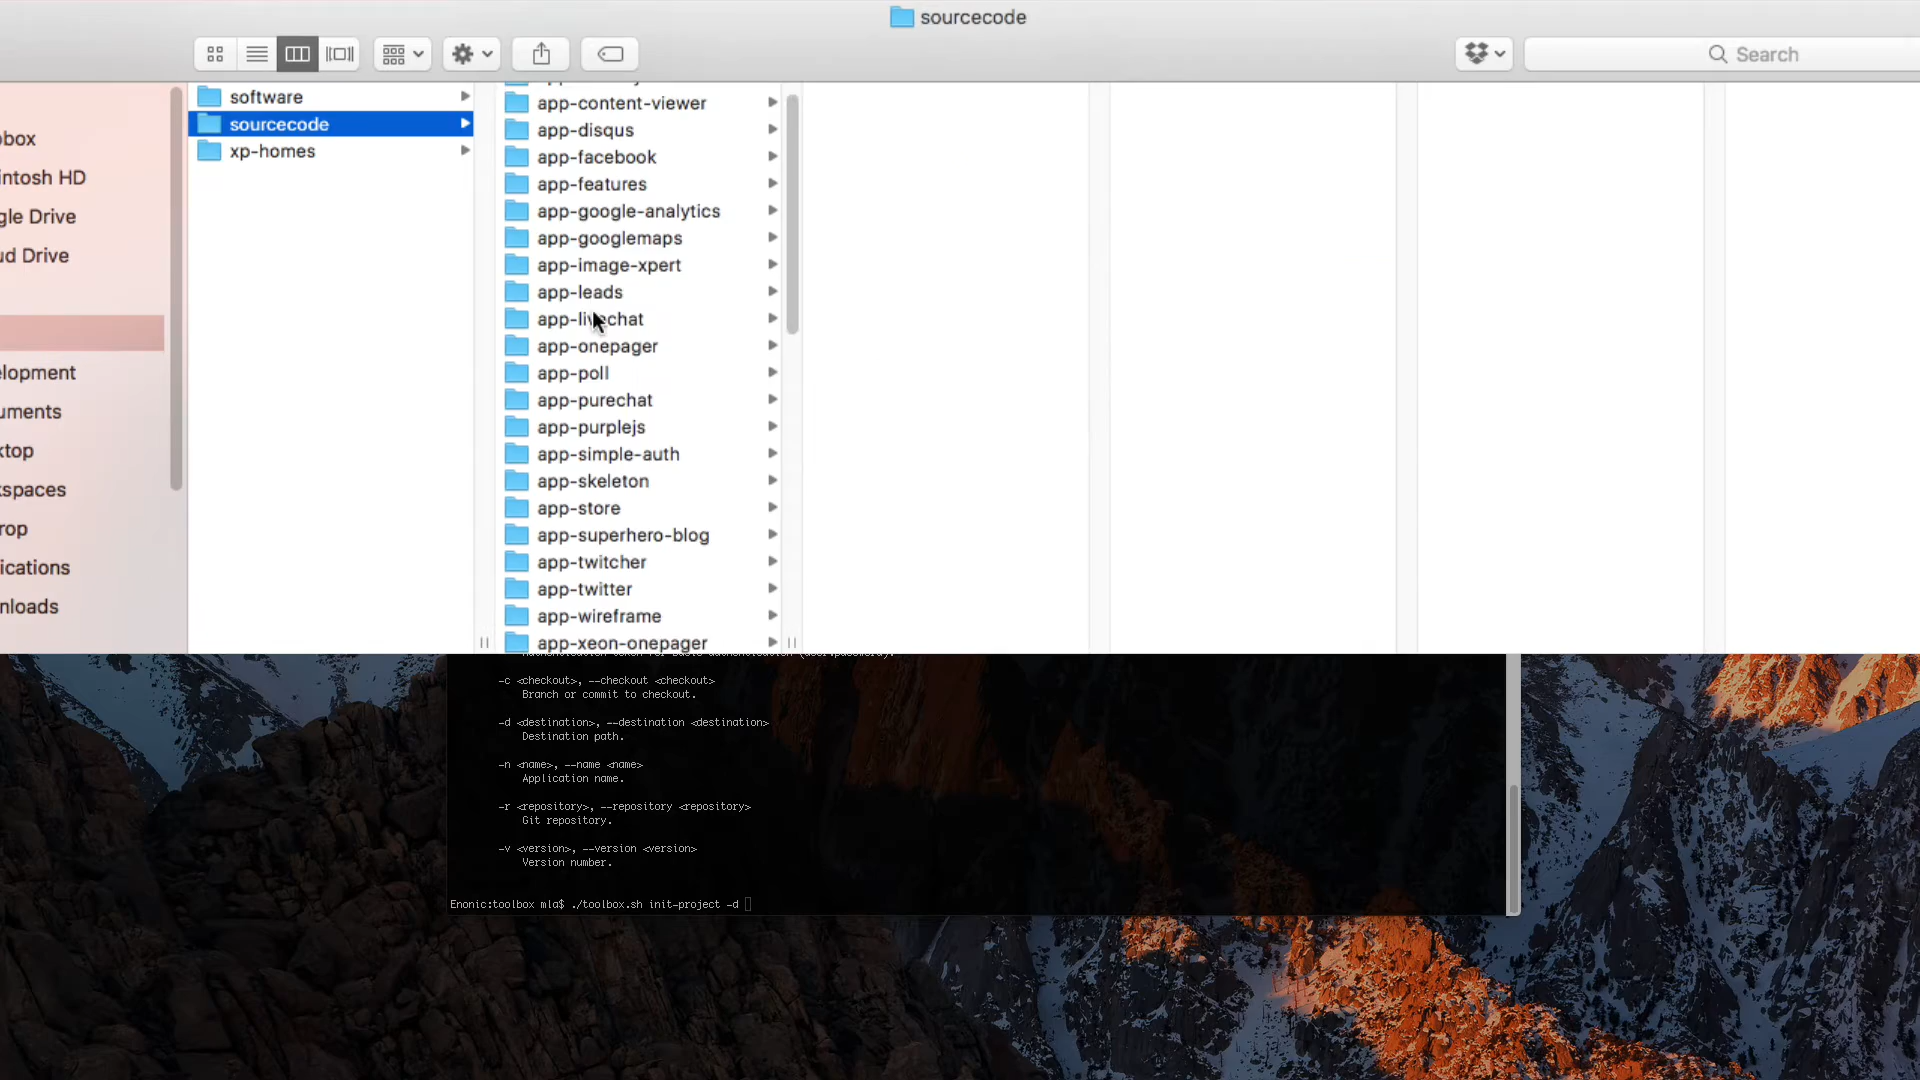 sourcecode
Search
box
intosh HD
gle Drive
ud Drive
elopment
uments
ktop
kspaces
rop
ications
nloads
software
sourcecode
xp-homes
app-content-viewer
app-disqus
app-facebook
app-features
app-google-analytics
app-googlemaps
app-image-xpert
app-leads
app-livechat
app-onepager
app-poll
app-purechat
app-purplejs
app-simple-auth
app-skeleton
app-store
app-superhero-blog
app-twitcher
app-twitter
app-wireframe
app-xeon-onepager
-c <checkout>, --checkout <checkout>
Branch or commit to checkout.
-d <destination>, --destination <destination>
Destination path.
-n <name>, --name <name>
Application name.
-r <repository>, --repository <repository>
Git repository.
-v <version>, --version <version>
Version number.
Enonic:toolbox mla$ ./toolbox.sh init-project -d